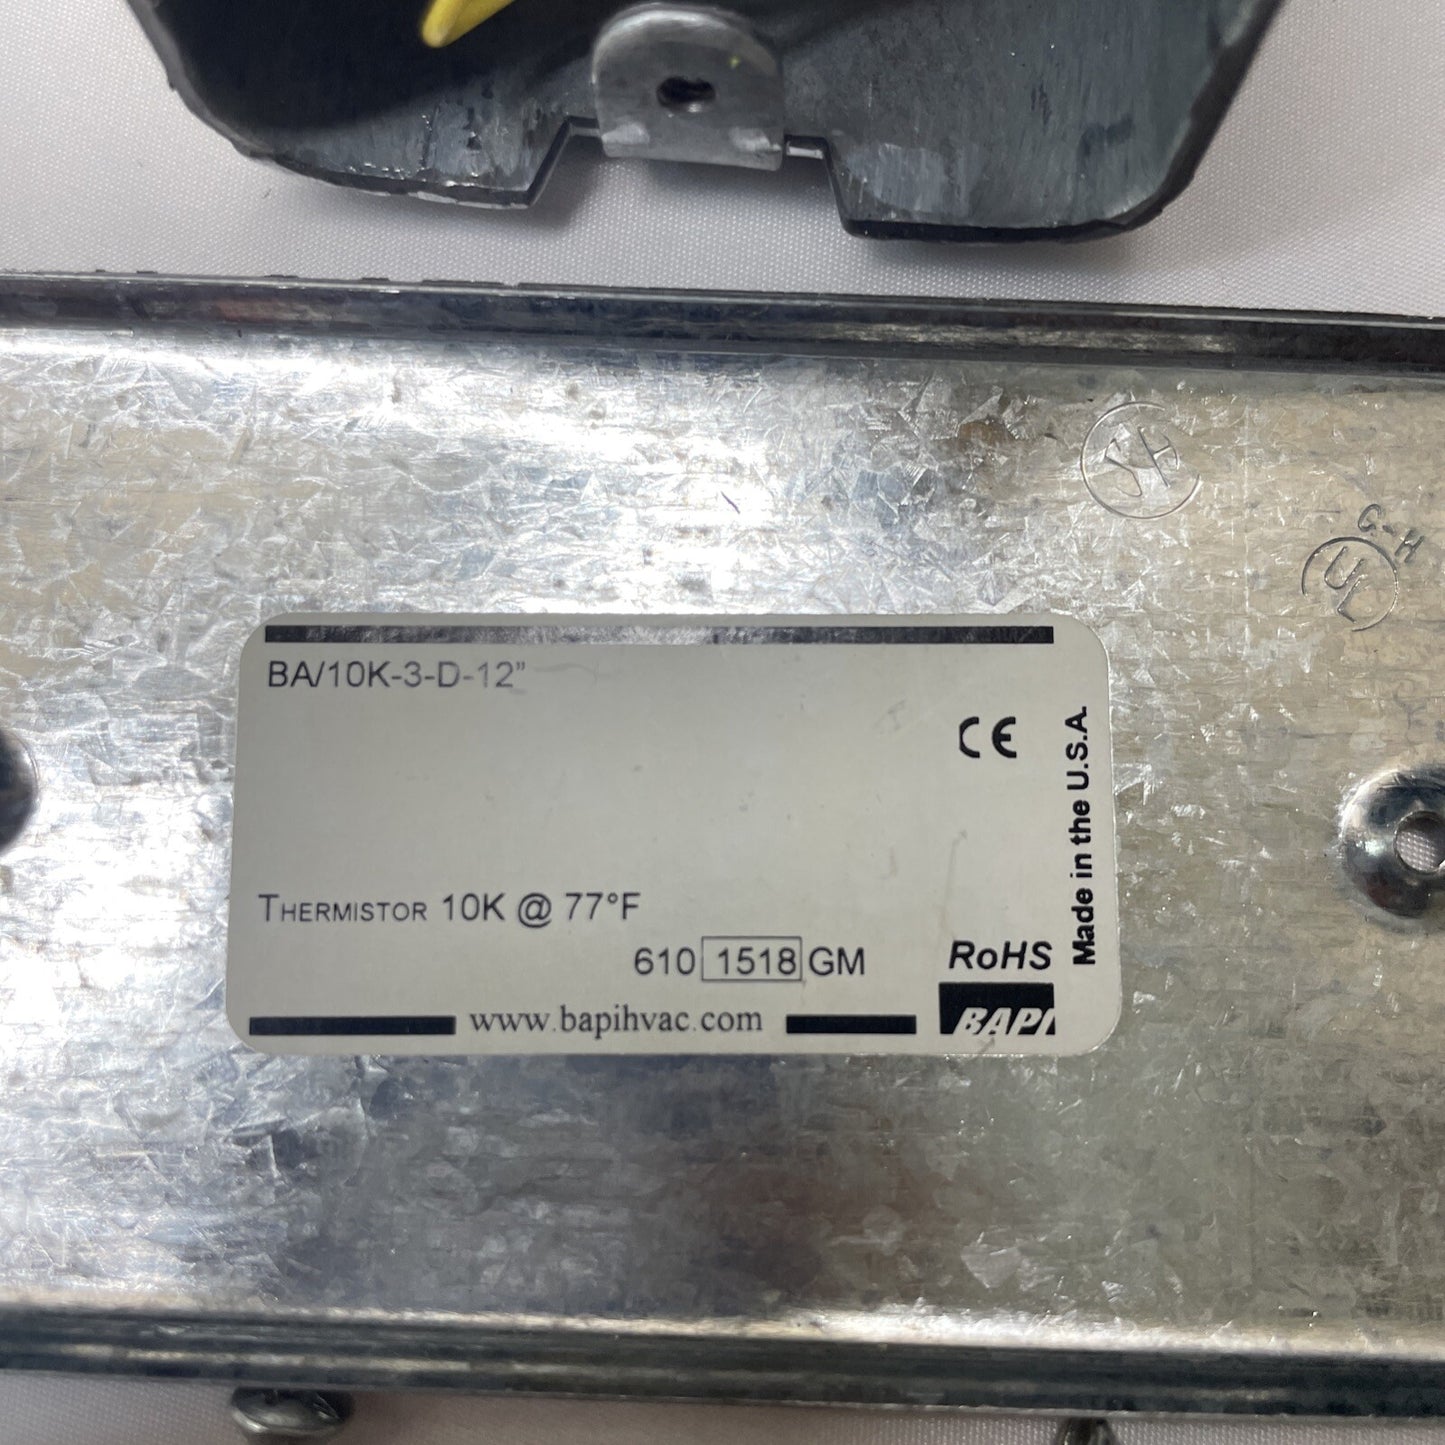 G-H
UL
BA/10K-3-D-12"
CE
Made in the U.S.A.
THERMISTOR 10K @ 77°F
610 1518 GM
RoHS
www.bapihvac.com
BAPI